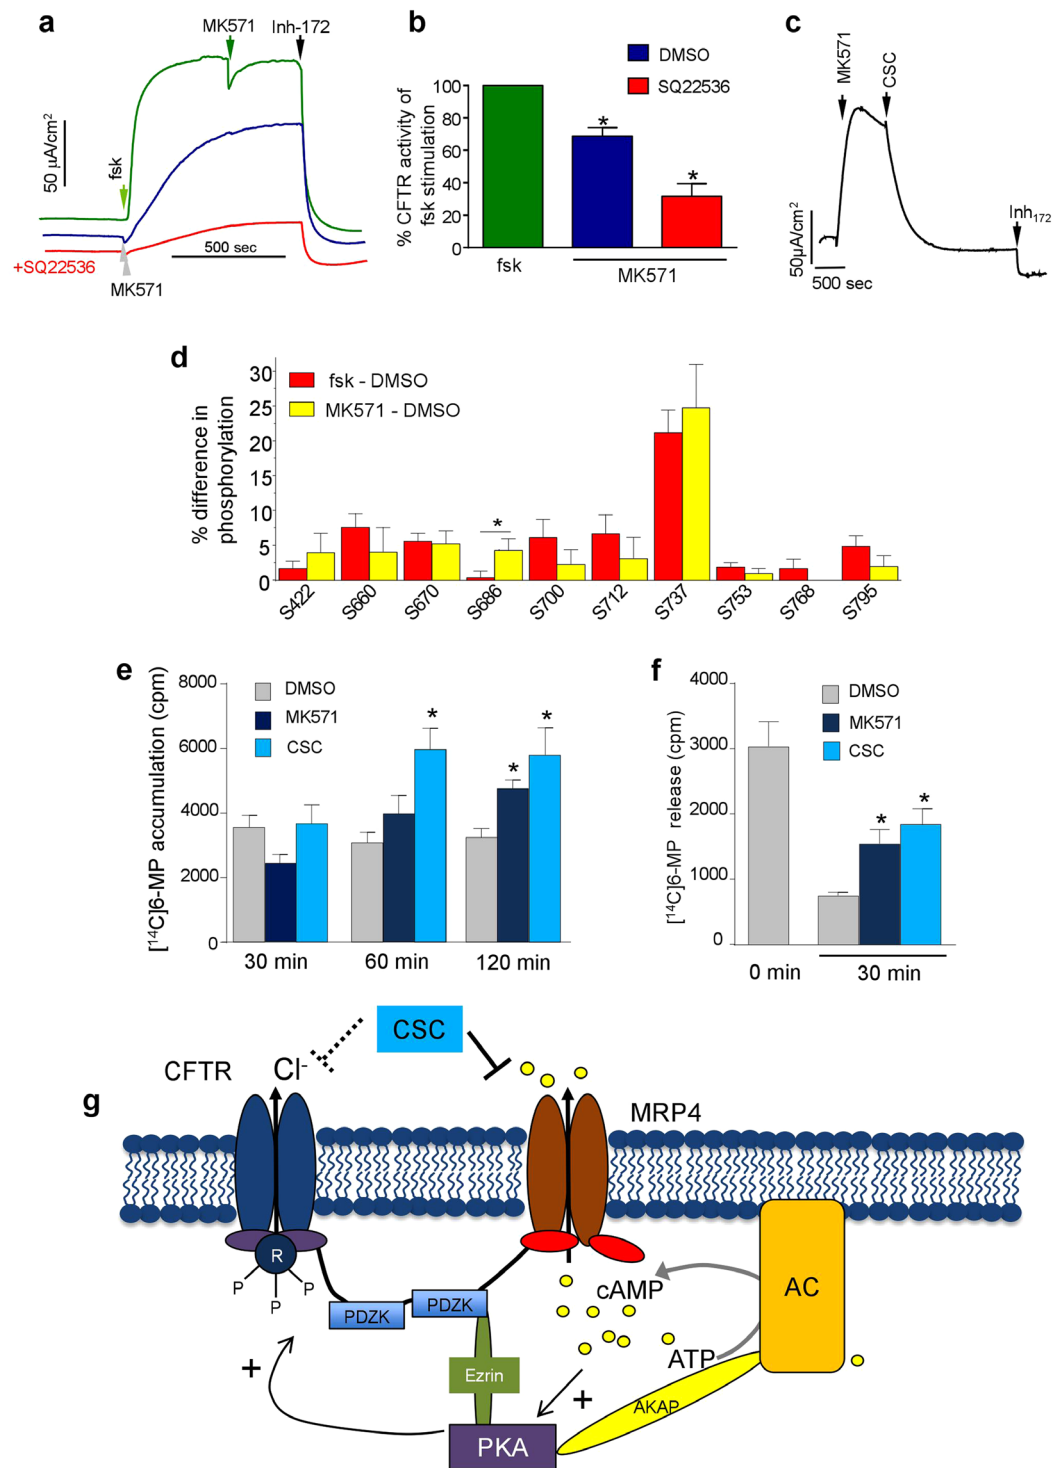 a
MK571
Inh-172
50 µA/cm²
fsk
+SQ22536
500 sec
MK571
b
DMSO
SQ22536
% CFTR activity of
fsk stimulation
100
80
60
40
20
0
*
*
fsk
MK571
c
MK571
CSC
Inh172
50µA/cm²
500 sec
d
fsk - DMSO
MK571 - DMSO
% difference in
phosphorylation
30
25
20
15
10
5
0
*
S422
S660
S670
S686
S700
S712
S737
S753
S768
S795
e
DMSO
MK571
CSC
[¹⁴C]6-MP accumulation (cpm)
8000
6000
4000
2000
0
*
*
*
30 min
60 min
120 min
f
DMSO
MK571
CSC
[¹⁴C]6-MP release (cpm)
4000
3000
2000
1000
0
*
*
0 min
30 min
g
CSC
CFTR
Cl⁻
MRP4
R
P
P
P
PDZK
PDZK
cAMP
AC
ATP
Ezrin
AKAP
+
+
PKA